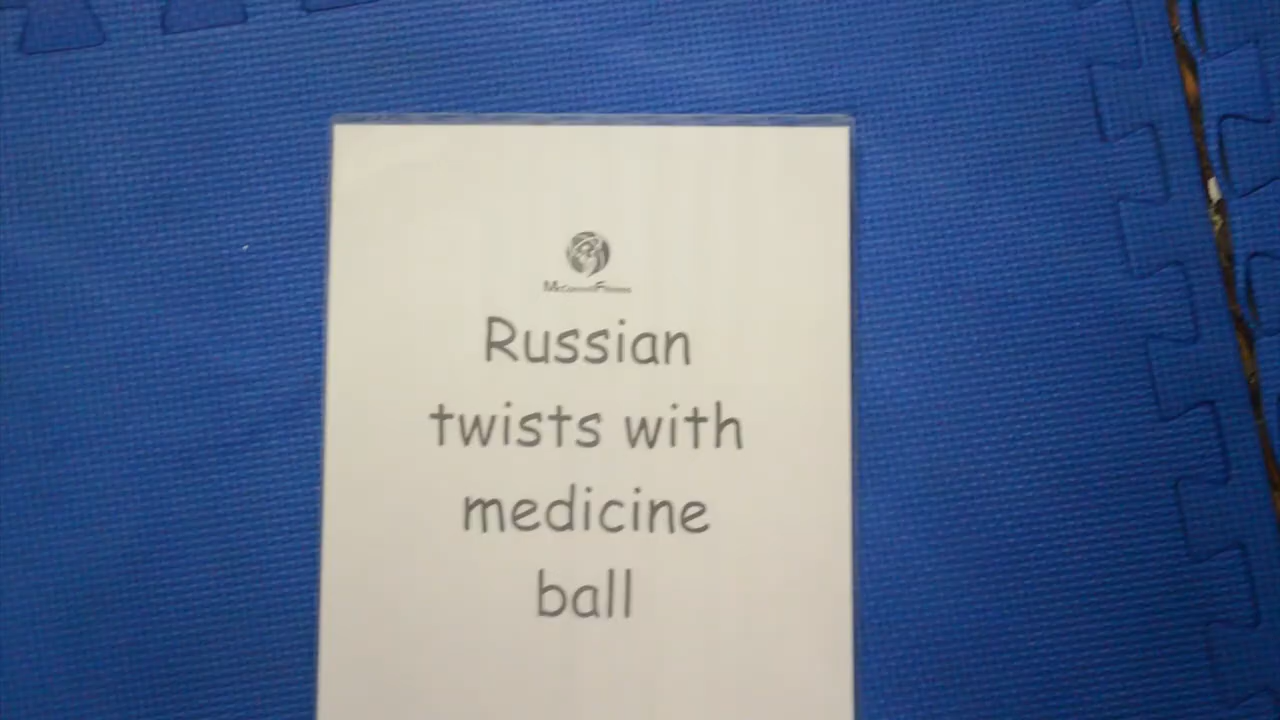 Russian
twists with
medicine
ball